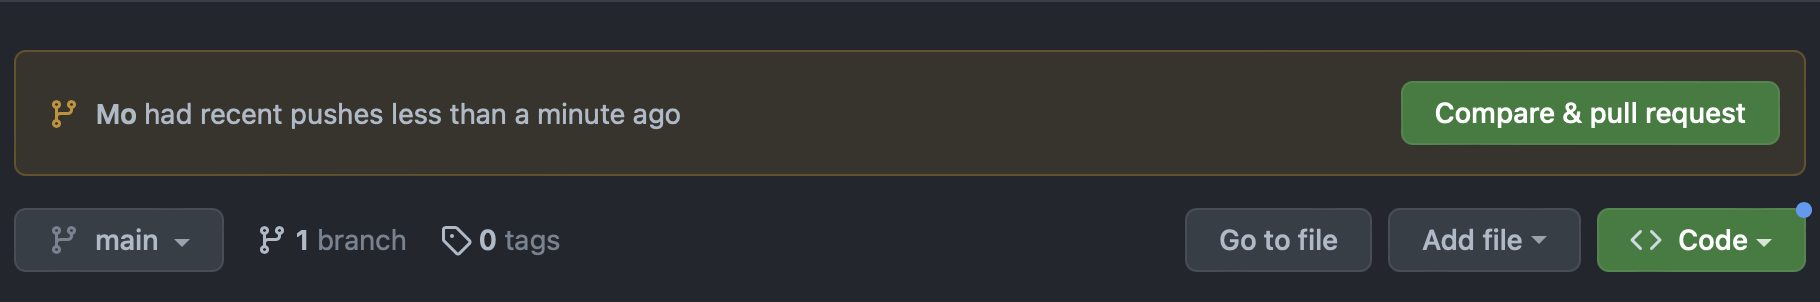 Mo had recent pushes less than a minute ago
Compare & pull request
main
1 branch
0 tags
Go to file
Add file
Code